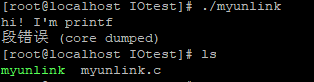 [root@localhost IOtest]# ./myunlink
hi! I'm printf
段错误 (core dumped)
[root@localhost IOtest]# ls
myunlink  myunlink.c